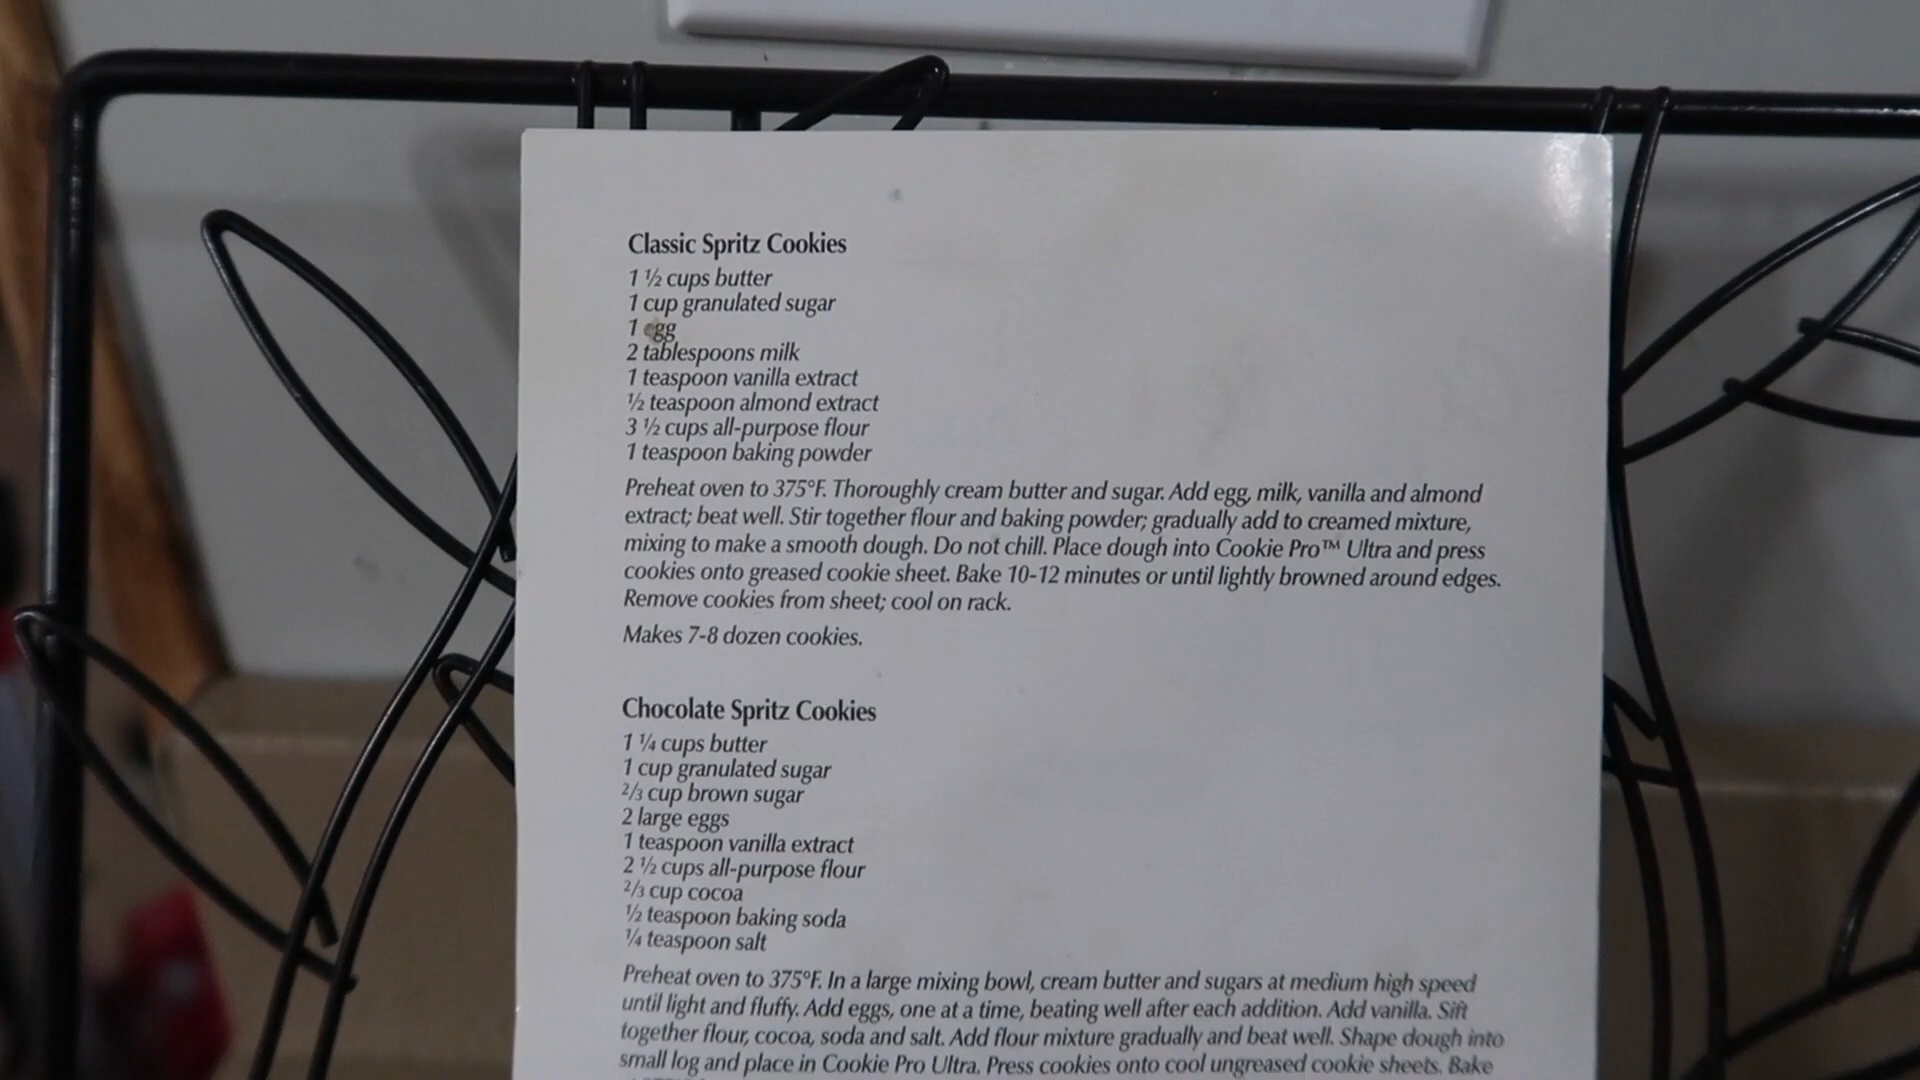 Classic Spritz Cookies
1 ½ cups butter
1 cup granulated sugar
1 egg
2 tablespoons milk
1 teaspoon vanilla extract
½ teaspoon almond extract
3 ½ cups all-purpose flour
1 teaspoon baking powder
Preheat oven to 375°F. Thoroughly cream butter and sugar. Add egg, milk, vanilla and almond
extract; beat well. Stir together flour and baking powder; gradually add to creamed mixture,
mixing to make a smooth dough. Do not chill. Place dough into Cookie Pro™ Ultra and press
cookies onto greased cookie sheet. Bake 10-12 minutes or until lightly browned around edges.
Remove cookies from sheet; cool on rack.
Makes 7-8 dozen cookies.
Chocolate Spritz Cookies
1 ¼ cups butter
1 cup granulated sugar
⅔ cup brown sugar
2 large eggs
1 teaspoon vanilla extract
2 ½ cups all-purpose flour
⅔ cup cocoa
½ teaspoon baking soda
¼ teaspoon salt
Preheat oven to 375°F. In a large mixing bowl, cream butter and sugars at medium high speed
until light and fluffy. Add eggs, one at a time, beating well after each addition. Add vanilla. Sift
together flour, cocoa, soda and salt. Add flour mixture gradually and beat well. Shape dough into
small log and place in Cookie Pro Ultra. Press cookies onto cool ungreased cookie sheets. Bake